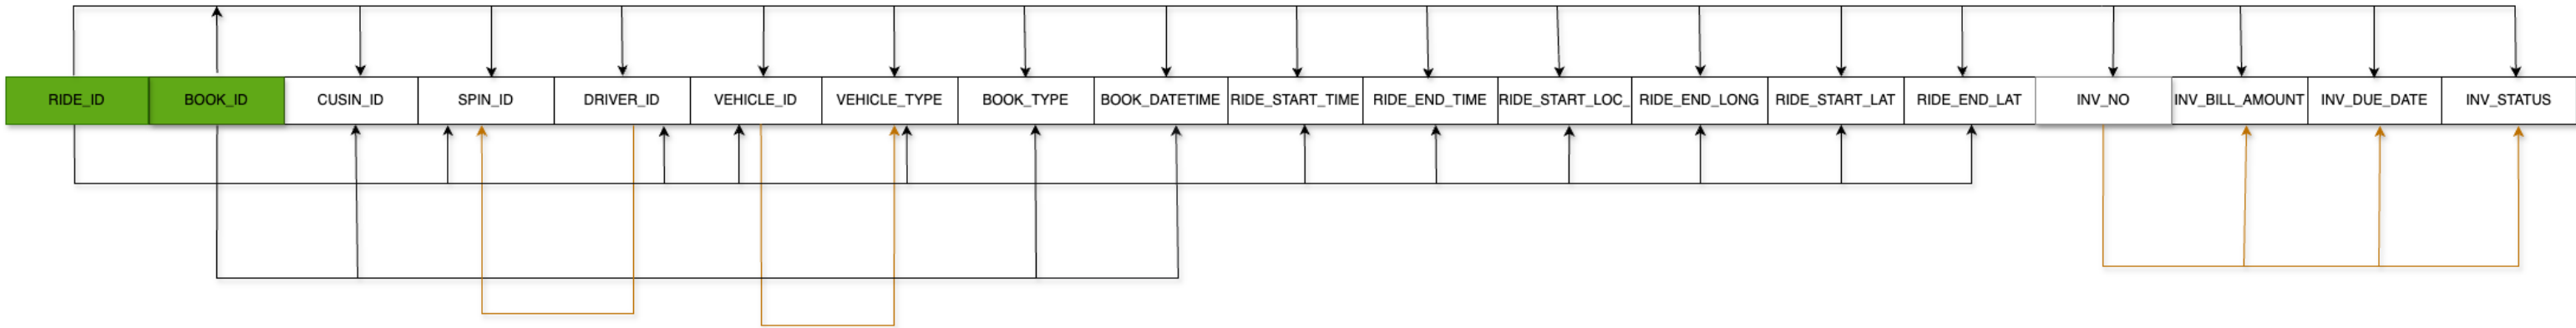 RIDE_ID BOOK_ID CUSIN_ID SPIN_ID DRIVER_ID VEHICLE_ID VEHICLE_TYPE BOOK_TYPE BOOK_DATETIME RIDE_START_TIME RIDE_END_TIME RIDE_START_LOC_ RIDE_END_LONG RIDE_START_LAT RIDE_END_LAT INV_NO INV_BILL_AMOUNT INV_DUE_DATE INV_STATUS